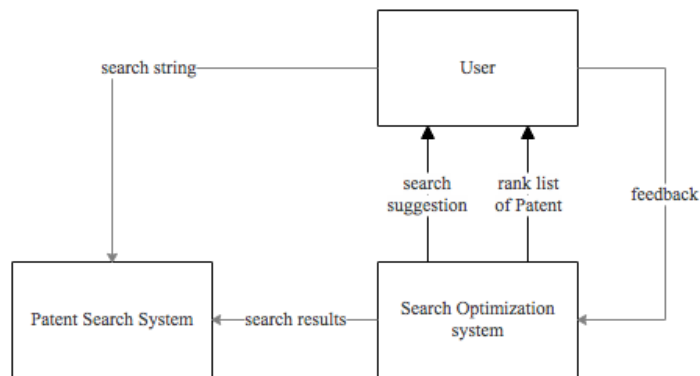 search string
User
search
suggestion
rank list
of Patent
feedback
Patent Search System
search results
Search Optimization
system